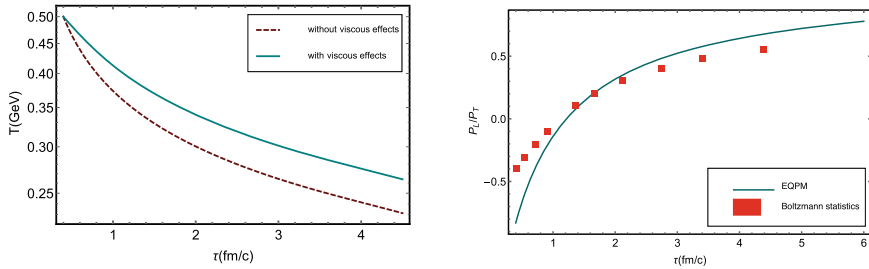 0.50
0.45
0.40
0.35
0.30
0.25
T(GeV)
without viscous effects
with viscous effects
1
2
3
4
τ(fm/c)
0.5
0.0
-0.5
P_L/P_T
EQPM
Boltzmann statistics
1
2
3
4
5
6
τ(fm/c)